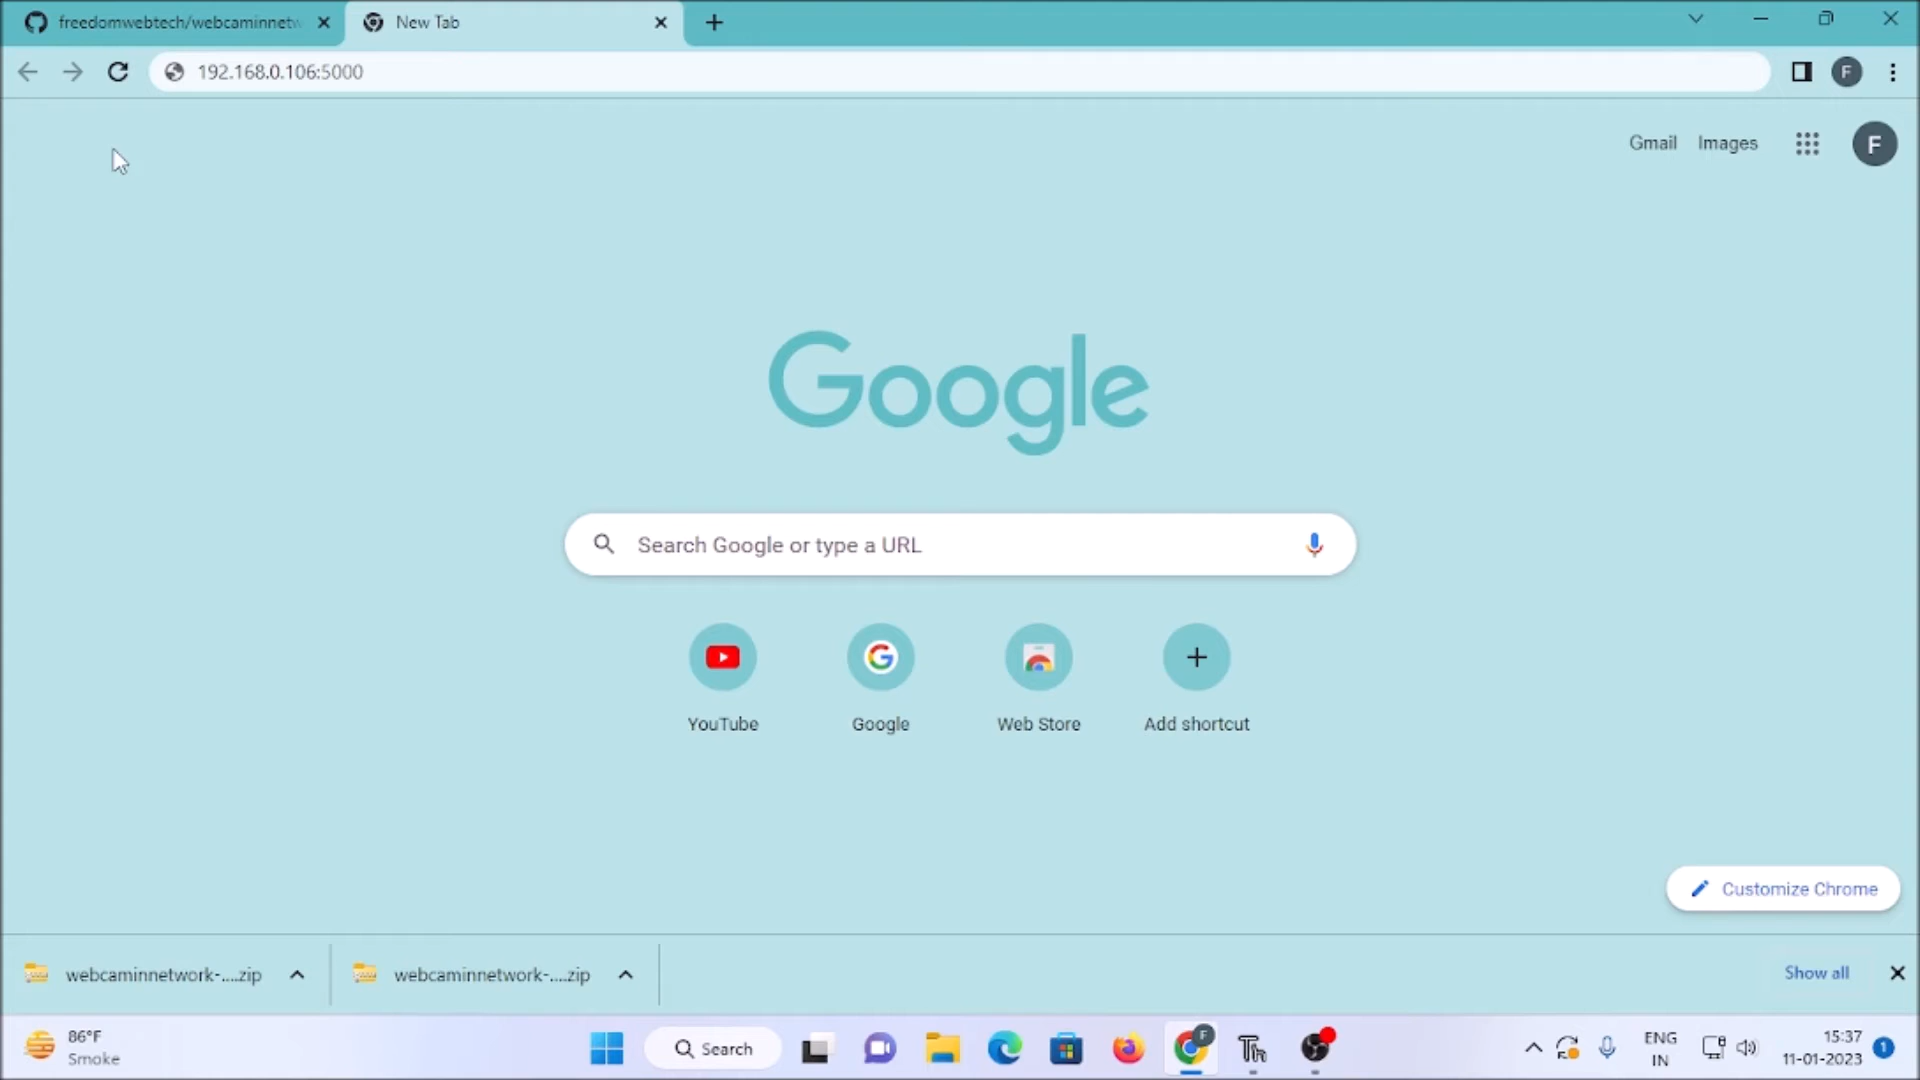 freedomwebtech/webcaminnetw
New Tab
192.168.0.106:5000
F
Gmail
Images
F
Google
Search Google or type a URL
YouTube
Google
Web Store
Add shortcut
Customize Chrome
webcaminnetwork-....zip
webcaminnetwork-....zip
Show all
86°F
Smoke
Search
F
ENG
IN
15:37
11-01-2023
1